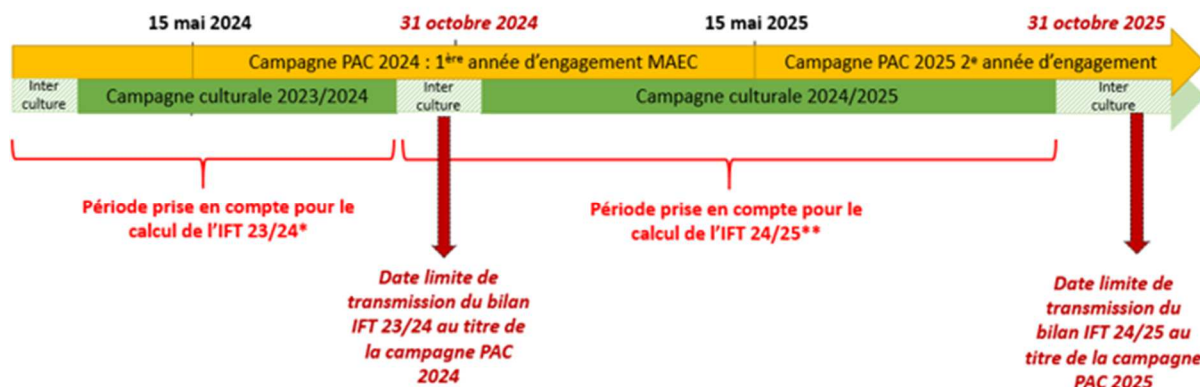 15 mai 2024
31 octobre 2024
15 mai 2025
31 octobre 2025
Campagne PAC 2024 : 1ère année d’engagement MAEC
Campagne PAC 2025 2e année d’engagement
Inter
culture
Campagne culturale 2023/2024
Inter
culture
Campagne culturale 2024/2025
Inter
culture
Période prise en compte pour le
calcul de l’IFT 23/24*
Période prise en compte pour le
calcul de l’IFT 24/25**
Date limite de
transmission du bilan
IFT 23/24 au titre de
la campagne PAC
2024
Date limite de
transmission du
bilan IFT 24/25 au
titre de la campagne
PAC 2025